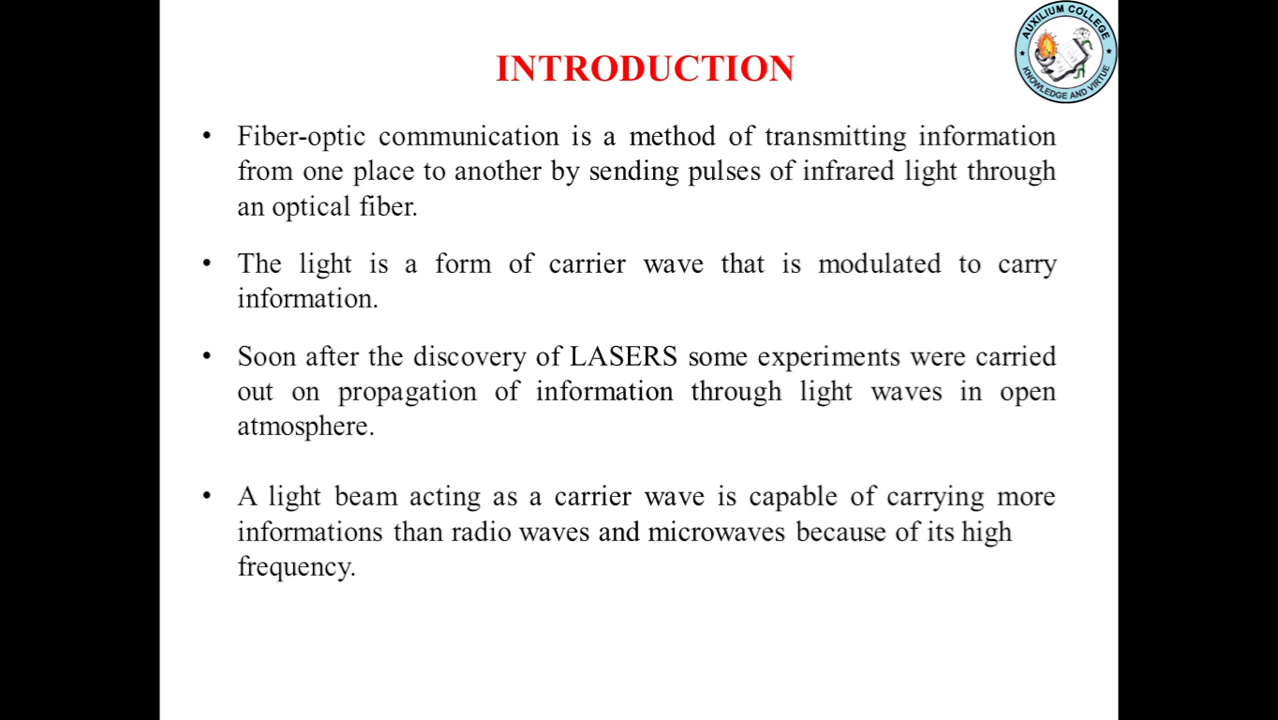 AUXILIUM COLLEGE
KNOWLEDGE AND VIRTUE
INTRODUCTION
• Fiber-optic communication is a method of transmitting information
from one place to another by sending pulses of infrared light through
an optical fiber.
• The light is a form of carrier wave that is modulated to carry
information.
• Soon after the discovery of LASERS some experiments were carried
out on propagation of information through light waves in open
atmosphere.
• A light beam acting as a carrier wave is capable of carrying more
informations than radio waves and microwaves because of its high
frequency.